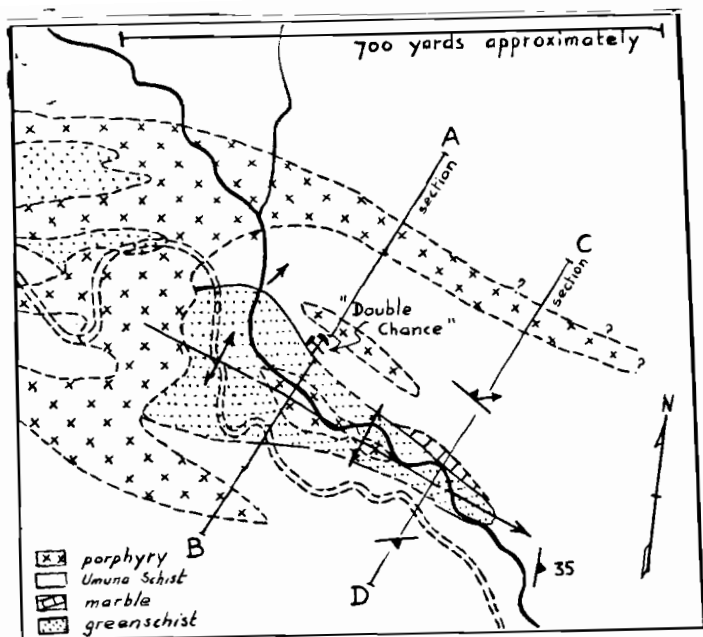 700 yards approximately
A
section
C
section
"Double
Chance"
?
?
?
N
B
D
35
porphyry
Umuna Schist
marble
greenschist